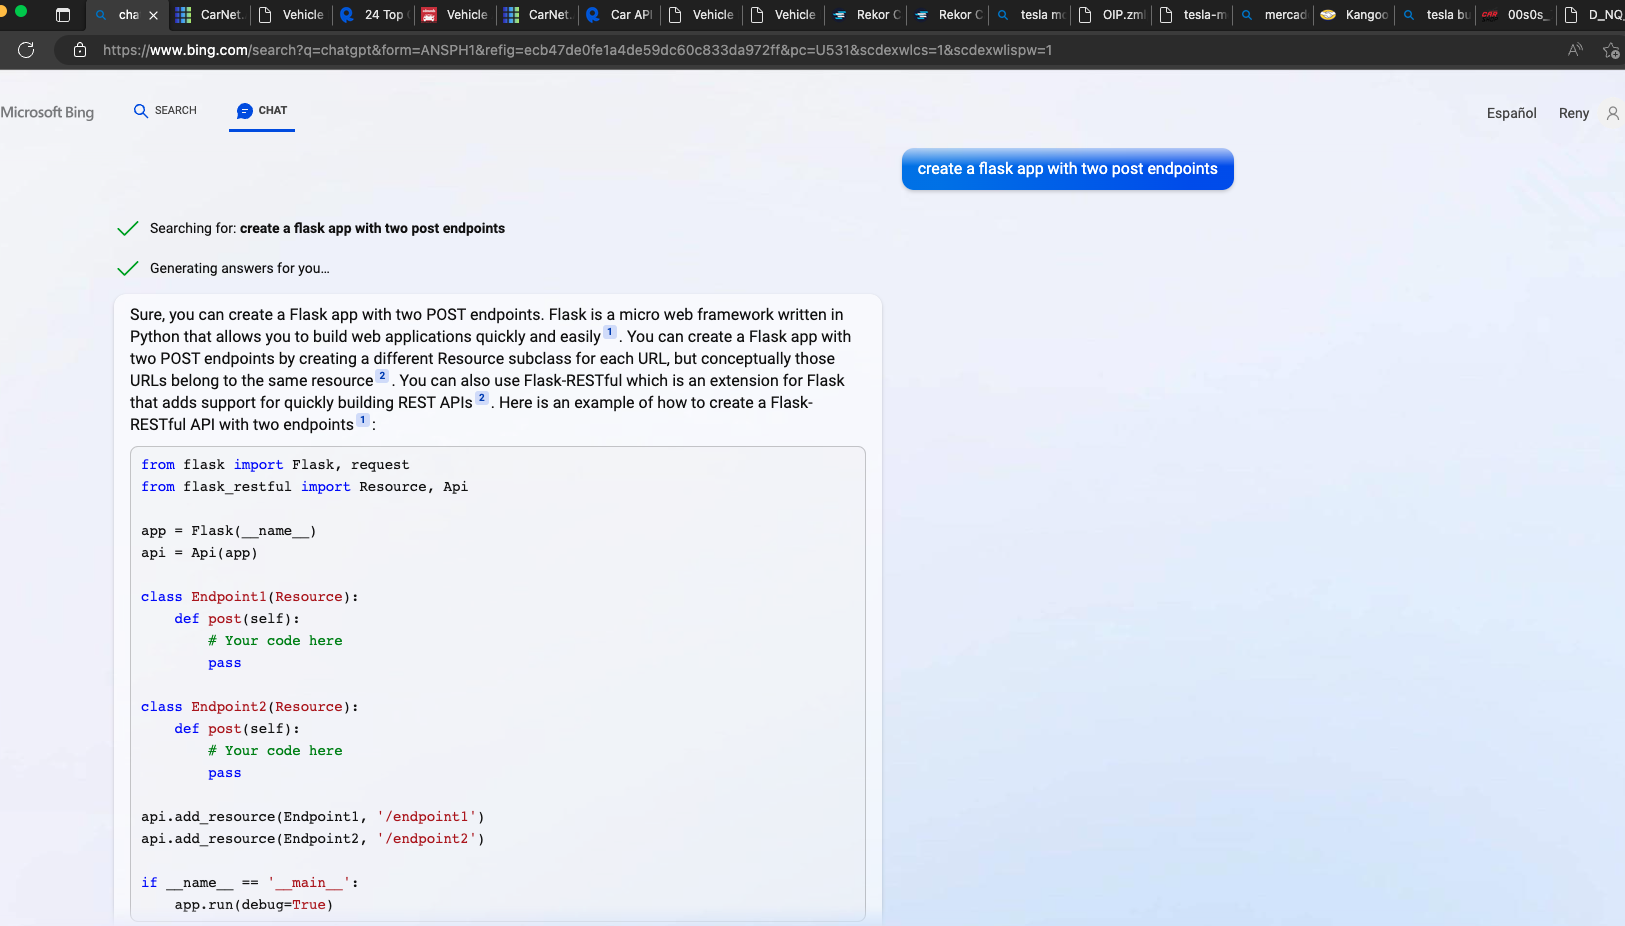 cha CarNet. Vehicle 24 Top Vehicle CarNet. Car API Vehicle Vehicle Rekor C Rekor C tesla mo OIP.zml tesla-m mercad Kangoo tesla bu CAR 00s0s_ D_NQ_
https://www.bing.com/search?q=chatgpt&form=ANSPH1&refig=ecb47de0fe1a4de59dc60c833da972ff&pc=U531&scdexwlcs=1&scdexwlispw=1
Microsoft Bing SEARCH CHAT Español Reny
create a flask app with two post endpoints
Searching for: create a flask app with two post endpoints
Generating answers for you...
Sure, you can create a Flask app with two POST endpoints. Flask is a micro web framework written in
Python that allows you to build web applications quickly and easily 1 . You can create a Flask app with
two POST endpoints by creating a different Resource subclass for each URL, but conceptually those
URLs belong to the same resource 2 . You can also use Flask-RESTful which is an extension for Flask
that adds support for quickly building REST APIs 2 . Here is an example of how to create a Flask-
RESTful API with two endpoints 1 :
from flask import Flask, request
from flask_restful import Resource, Api
app = Flask(__name__)
api = Api(app)
class Endpoint1(Resource):
    def post(self):
        # Your code here
        pass
class Endpoint2(Resource):
    def post(self):
        # Your code here
        pass
api.add_resource(Endpoint1, '/endpoint1')
api.add_resource(Endpoint2, '/endpoint2')
if __name__ == '__main__':
    app.run(debug=True)